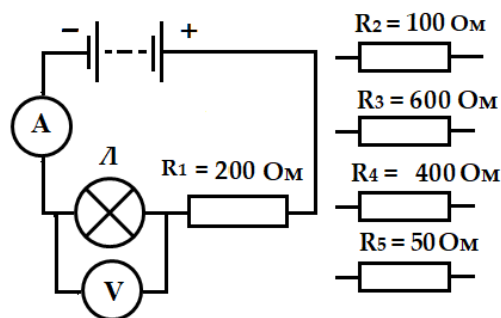 − +
R₂ = 100 Ом
A
R₃ = 600 Ом
Л
R₁ = 200 Ом
R₄ = 400 Ом
V
R₅ = 50 Ом